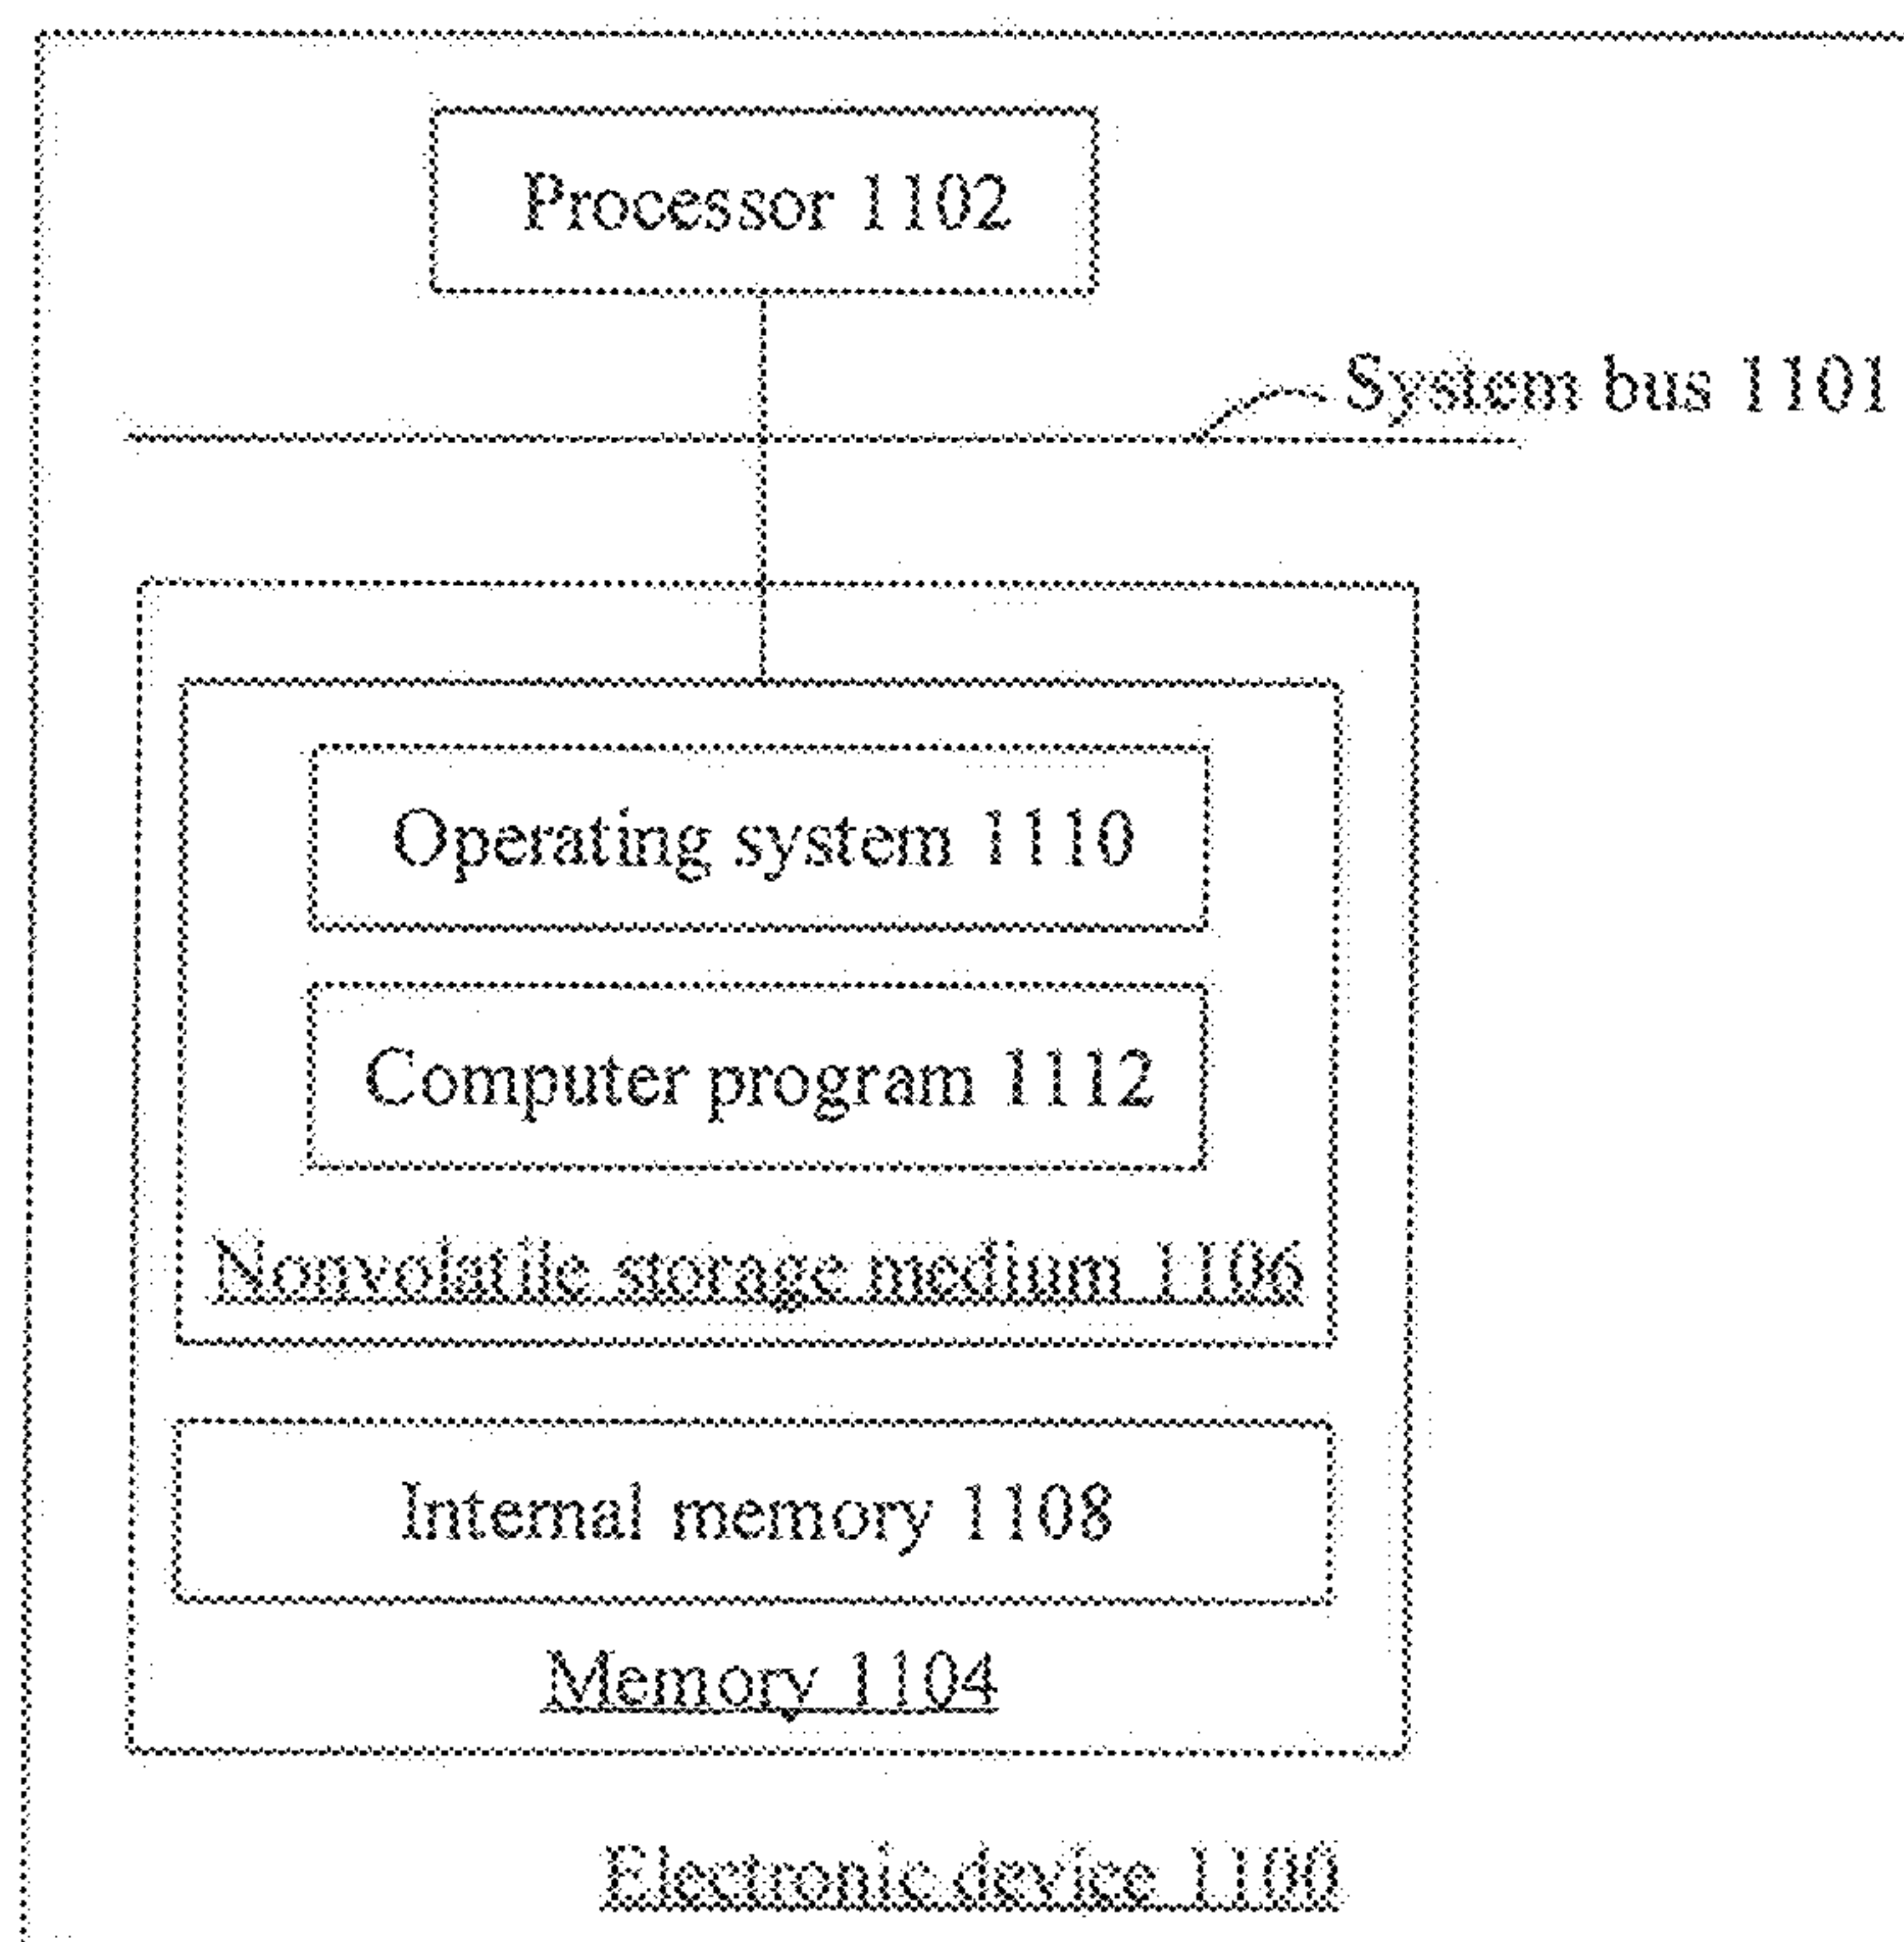 Processor 1102
System bus 1101
Operating system 1110
Computer program 1112
Nonvolatile storage medium 1106
Internal memory 1108
Memory 1104
Electronic device 1100